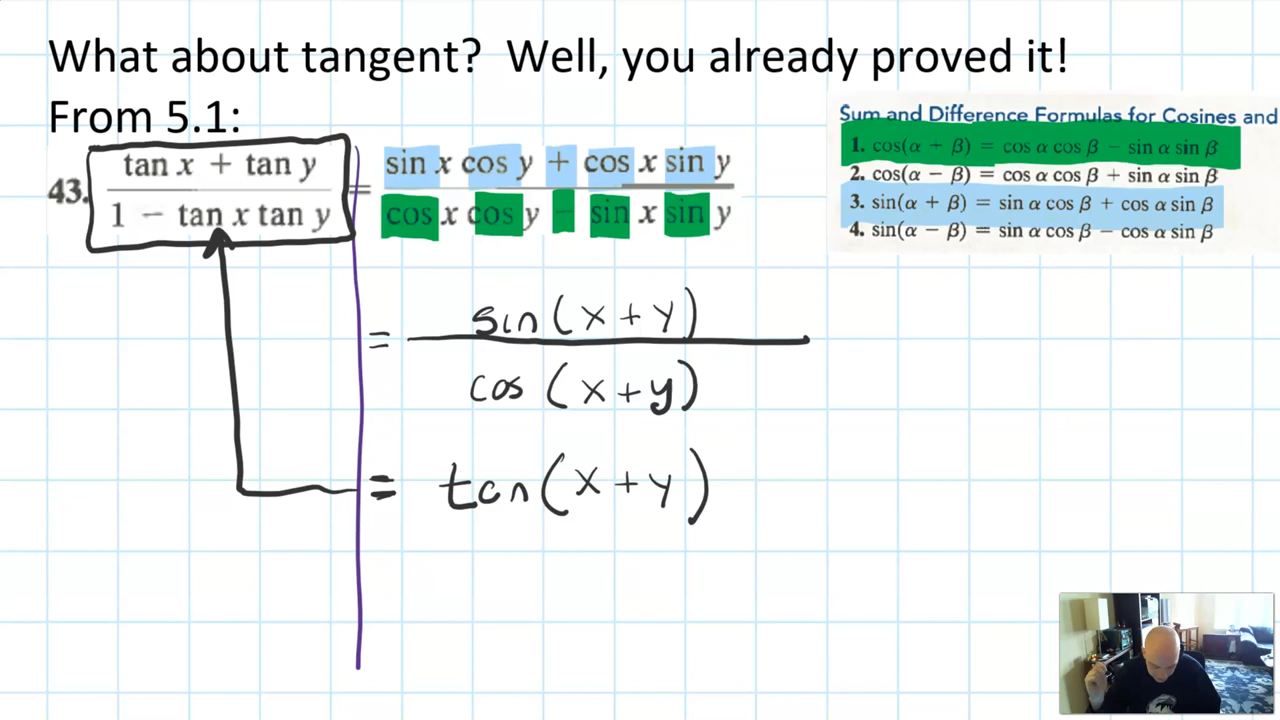 What about tangent?  Well, you already proved it!
From 5.1:
43. tan x + tan y / 1 − tan x tan y = sin x cos y + cos x sin y / cos x cos y − sin x sin y
= sin(x+y) / cos(x+y)
= tan(x+y)
Sum and Difference Formulas for Cosines and
1. cos(α + β) = cos α cos β − sin α sin β
2. cos(α − β) = cos α cos β + sin α sin β
3. sin(α + β) = sin α cos β + cos α sin β
4. sin(α − β) = sin α cos β − cos α sin β